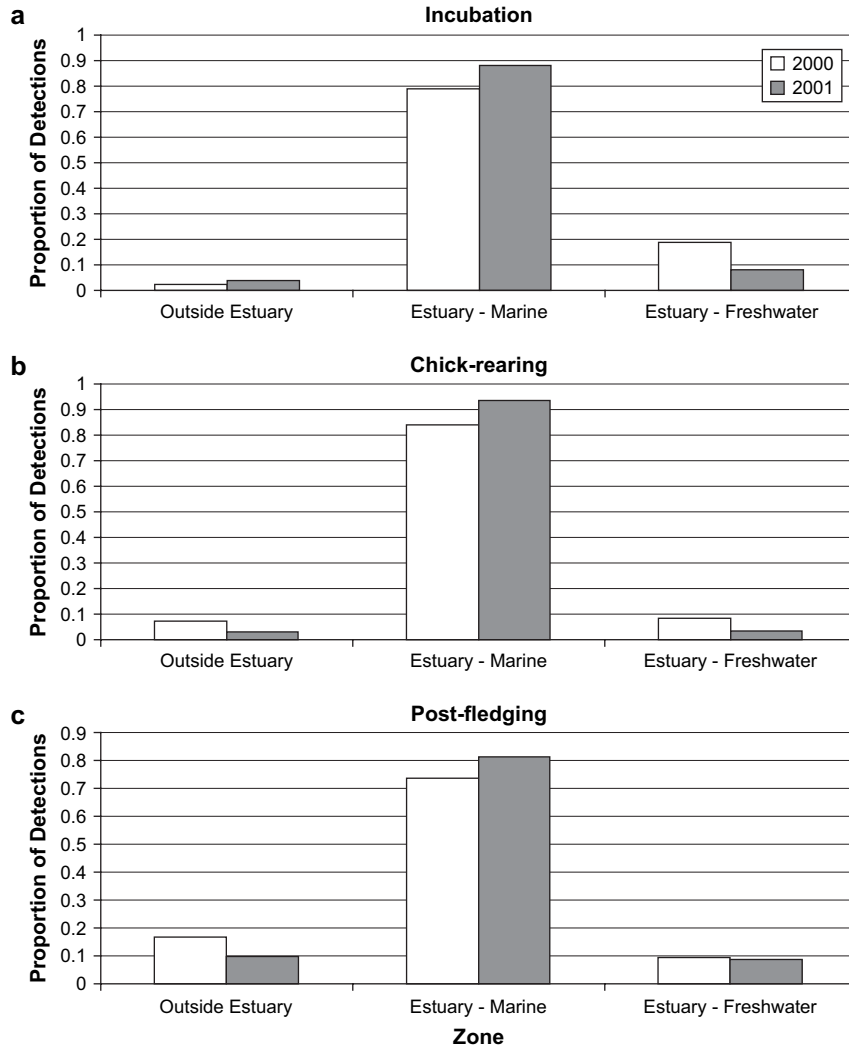 a
Incubation
Proportion of Detections
1
0.9
0.8
0.7
0.6
0.5
0.4
0.3
0.2
0.1
0
2000
2001
Outside Estuary
Estuary - Marine
Estuary - Freshwater
b
Chick-rearing
Proportion of Detections
1
0.9
0.8
0.7
0.6
0.5
0.4
0.3
0.2
0.1
0
Outside Estuary
Estuary - Marine
Estuary - Freshwater
c
Post-fledging
Proportion of Detections
0.9
0.8
0.7
0.6
0.5
0.4
0.3
0.2
0.1
0
Outside Estuary
Estuary - Marine
Estuary - Freshwater
Zone